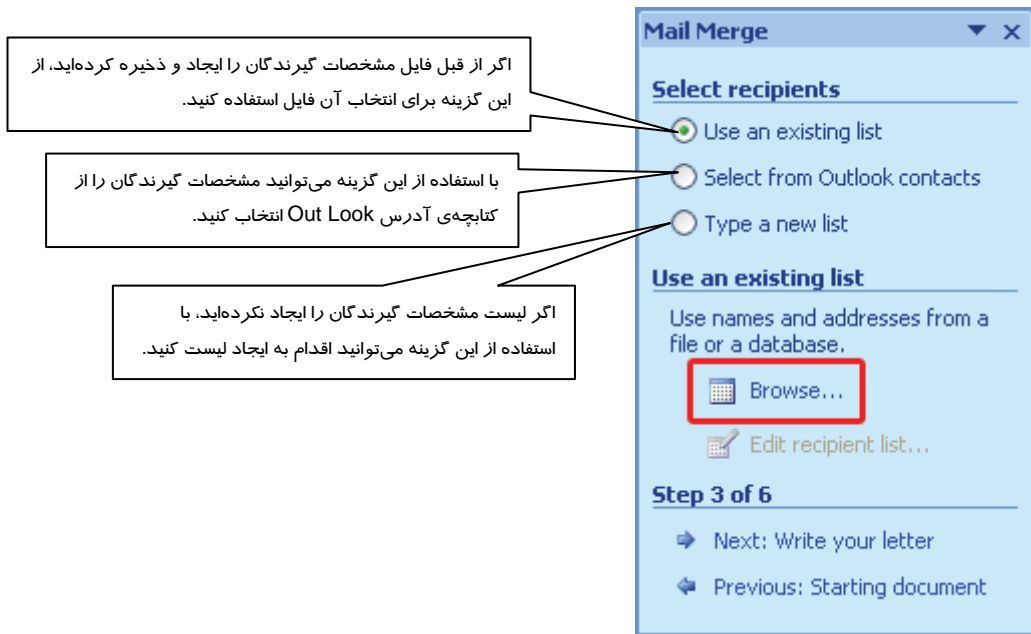 اگر از قبل فایل مشخصات گیرندگان را ایجاد و ذخیره کرده‌اید، از
این گزینه برای انتخاب آن فایل استفاده کنید.
با استفاده از این گزینه می‌توانید مشخصات گیرندگان را از
کتابچه‌ی آدرس Out Look انتخاب کنید.
اگر لیست مشخصات گیرندگان را ایجاد نکرده‌اید، با
استفاده از این گزینه می‌توانید اقدام به ایجاد لیست کنید.
Mail Merge
Select recipients
Use an existing list
Select from Outlook contacts
Type a new list
Use an existing list
Use names and addresses from a
file or a database.
Browse...
Edit recipient list...
Step 3 of 6
Next: Write your letter
Previous: Starting document